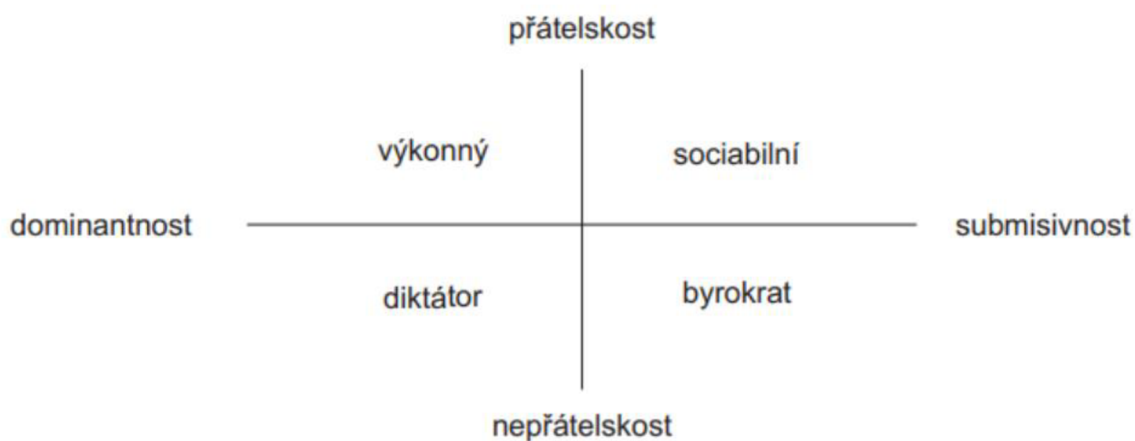 přátelskost
výkonný sociabilní
dominantnost submisivnost
diktátor byrokrat
nepřátelskost